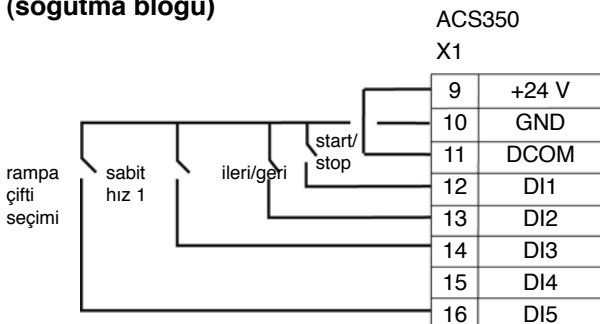 (soğutma bloğu)
ACS350
X1
9 +24 V
10 GND
11 DCOM
12 DI1
13 DI2
14 DI3
15 DI4
16 DI5
start/
stop
ileri/geri
sabit
hız 1
rampa
çifti
seçimi